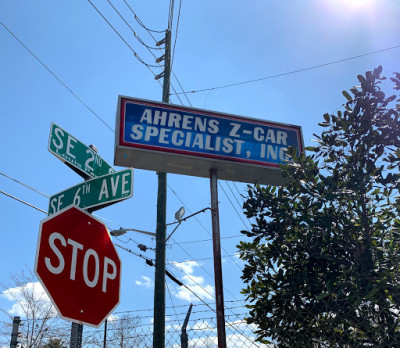 AHRENS Z-CAR
SPECIALIST, INC
SE 2ND
SE 6TH AVE
STOP